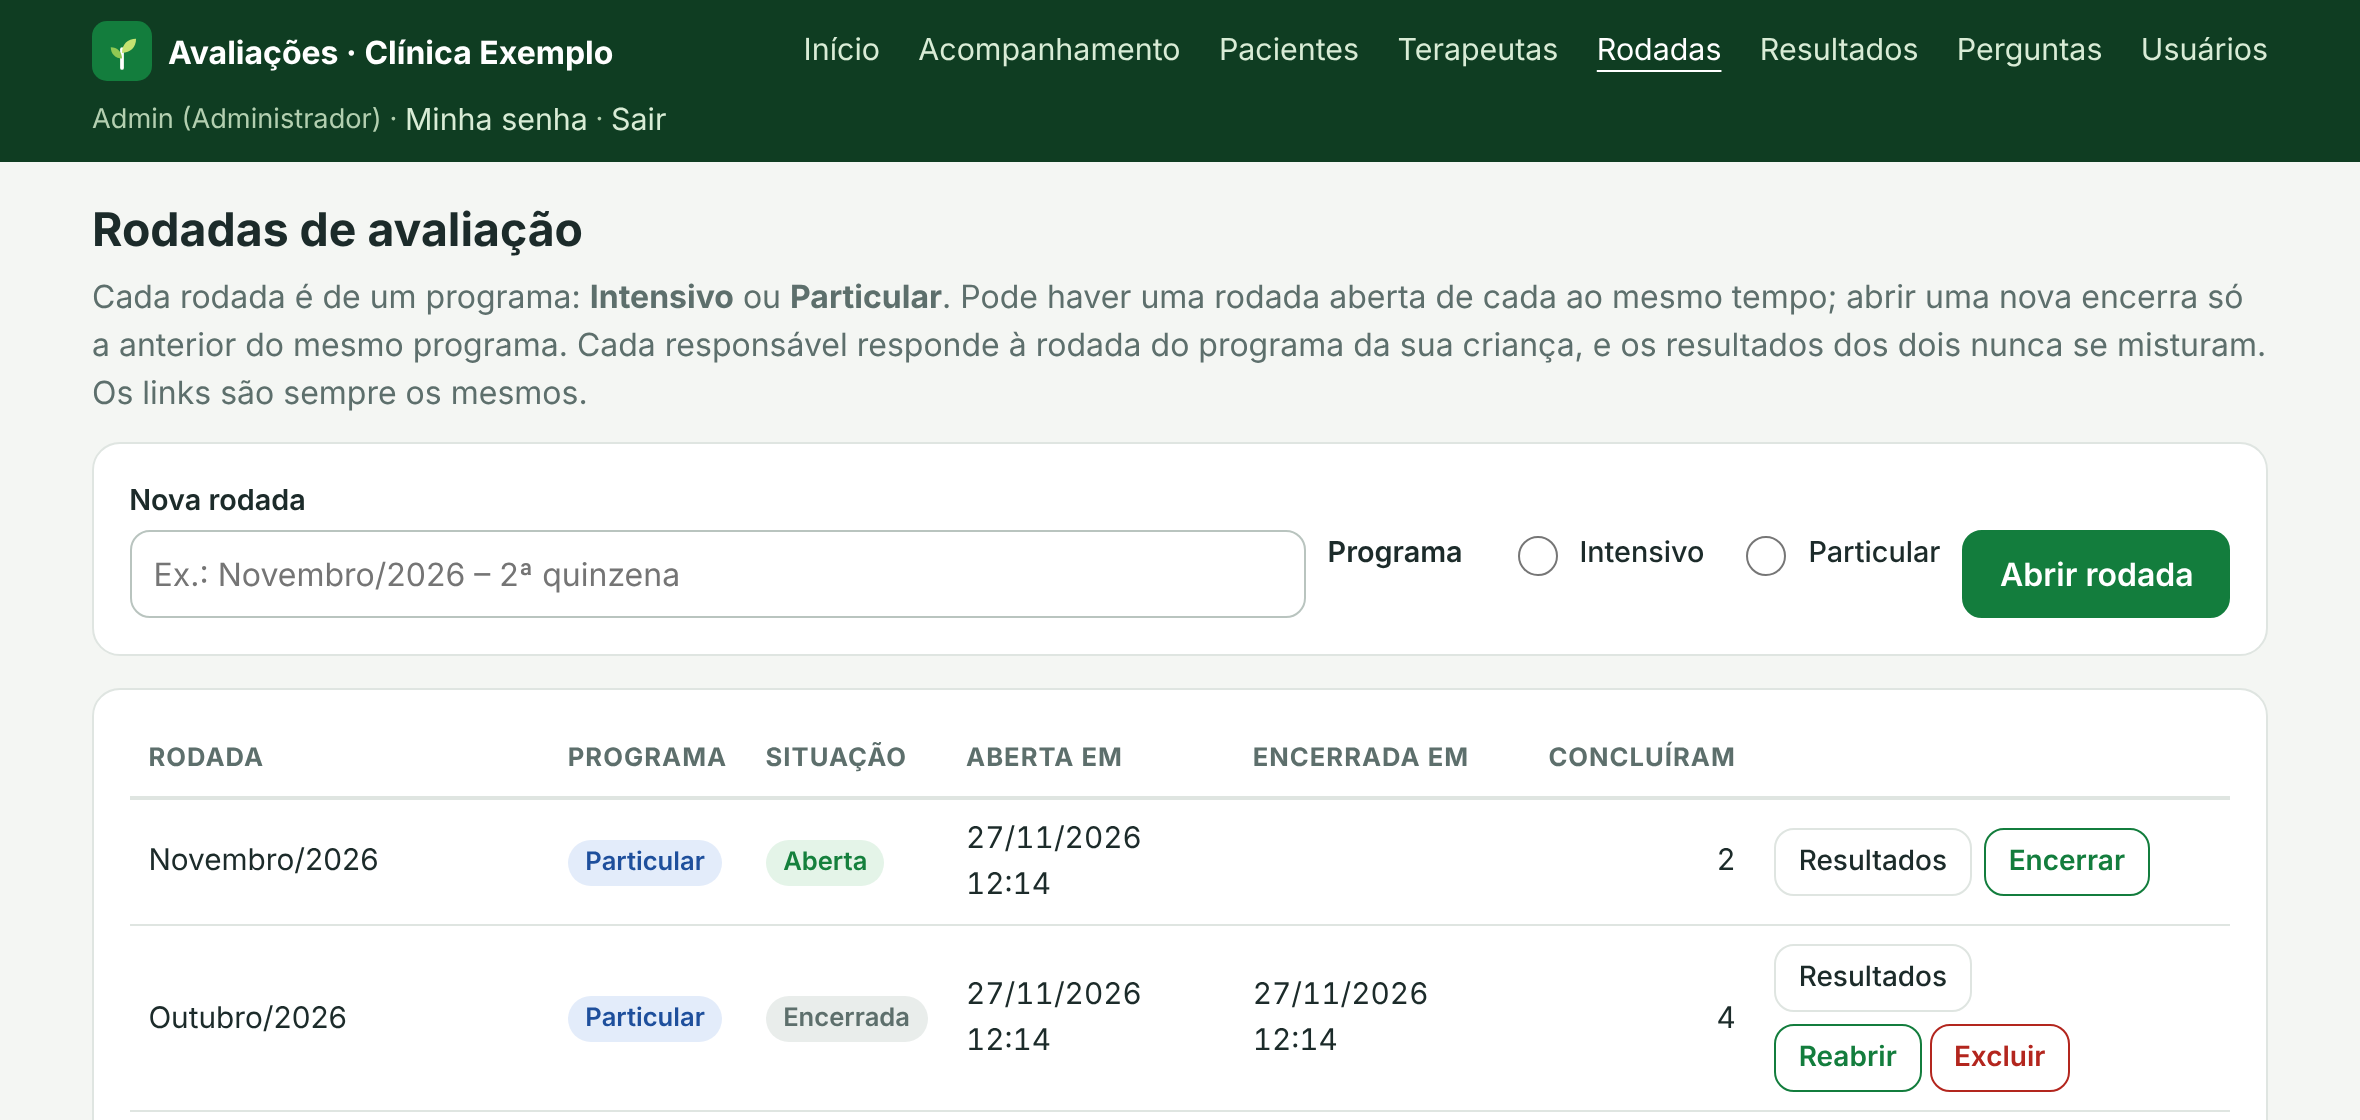 Avaliações · Clínica Exemplo
Início Acompanhamento Pacientes Terapeutas Rodadas Resultados Perguntas Usuários
Admin (Administrador) · Minha senha · Sair
Rodadas de avaliação
Cada rodada é de um programa: Intensivo ou Particular. Pode haver uma rodada aberta de cada ao mesmo tempo; abrir uma nova encerra só
a anterior do mesmo programa. Cada responsável responde à rodada do programa da sua criança, e os resultados dos dois nunca se misturam.
Os links são sempre os mesmos.
Nova rodada
Ex.: Novembro/2026 – 2ª quinzena
Programa Intensivo Particular Abrir rodada
RODADA PROGRAMA SITUAÇÃO ABERTA EM ENCERRADA EM CONCLUÍRAM
Novembro/2026 Particular Aberta 27/11/2026 12:14 2 Resultados Encerrar
Outubro/2026 Particular Encerrada 27/11/2026 12:14 27/11/2026 12:14 4 Resultados Reabrir Excluir